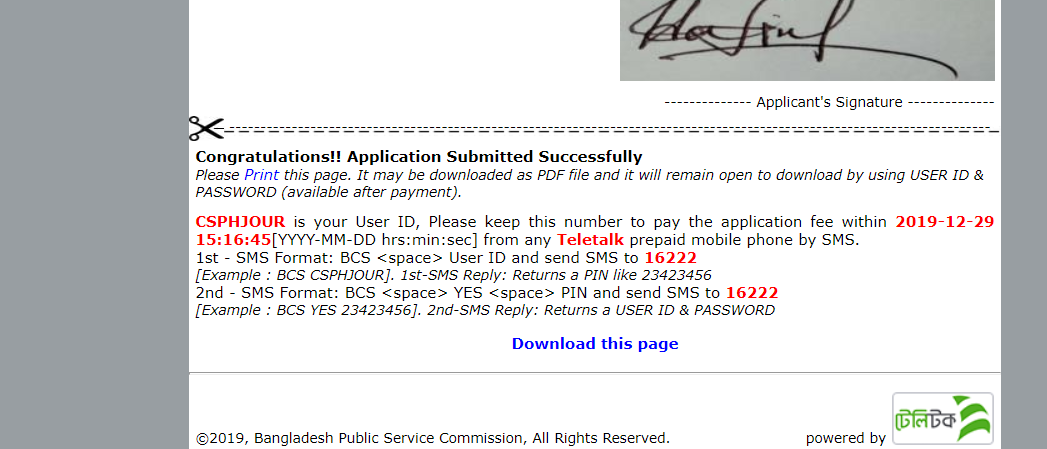 -------------- Applicant's Signature --------------
Congratulations!! Application Submitted Successfully
Please Print this page. It may be downloaded as PDF file and it will remain open to download by using USER ID &
PASSWORD (available after payment).
CSPHJOUR is your User ID, Please keep this number to pay the application fee within 2019-12-29
15:16:45[YYYY-MM-DD hrs:min:sec] from any Teletalk prepaid mobile phone by SMS.
1st - SMS Format: BCS <space> User ID and send SMS to 16222
[Example : BCS CSPHJOUR]. 1st-SMS Reply: Returns a PIN like 23423456
2nd - SMS Format: BCS <space> YES <space> PIN and send SMS to 16222
[Example : BCS YES 23423456]. 2nd-SMS Reply: Returns a USER ID & PASSWORD
Download this page
©2019, Bangladesh Public Service Commission, All Rights Reserved. powered by টেলিটক